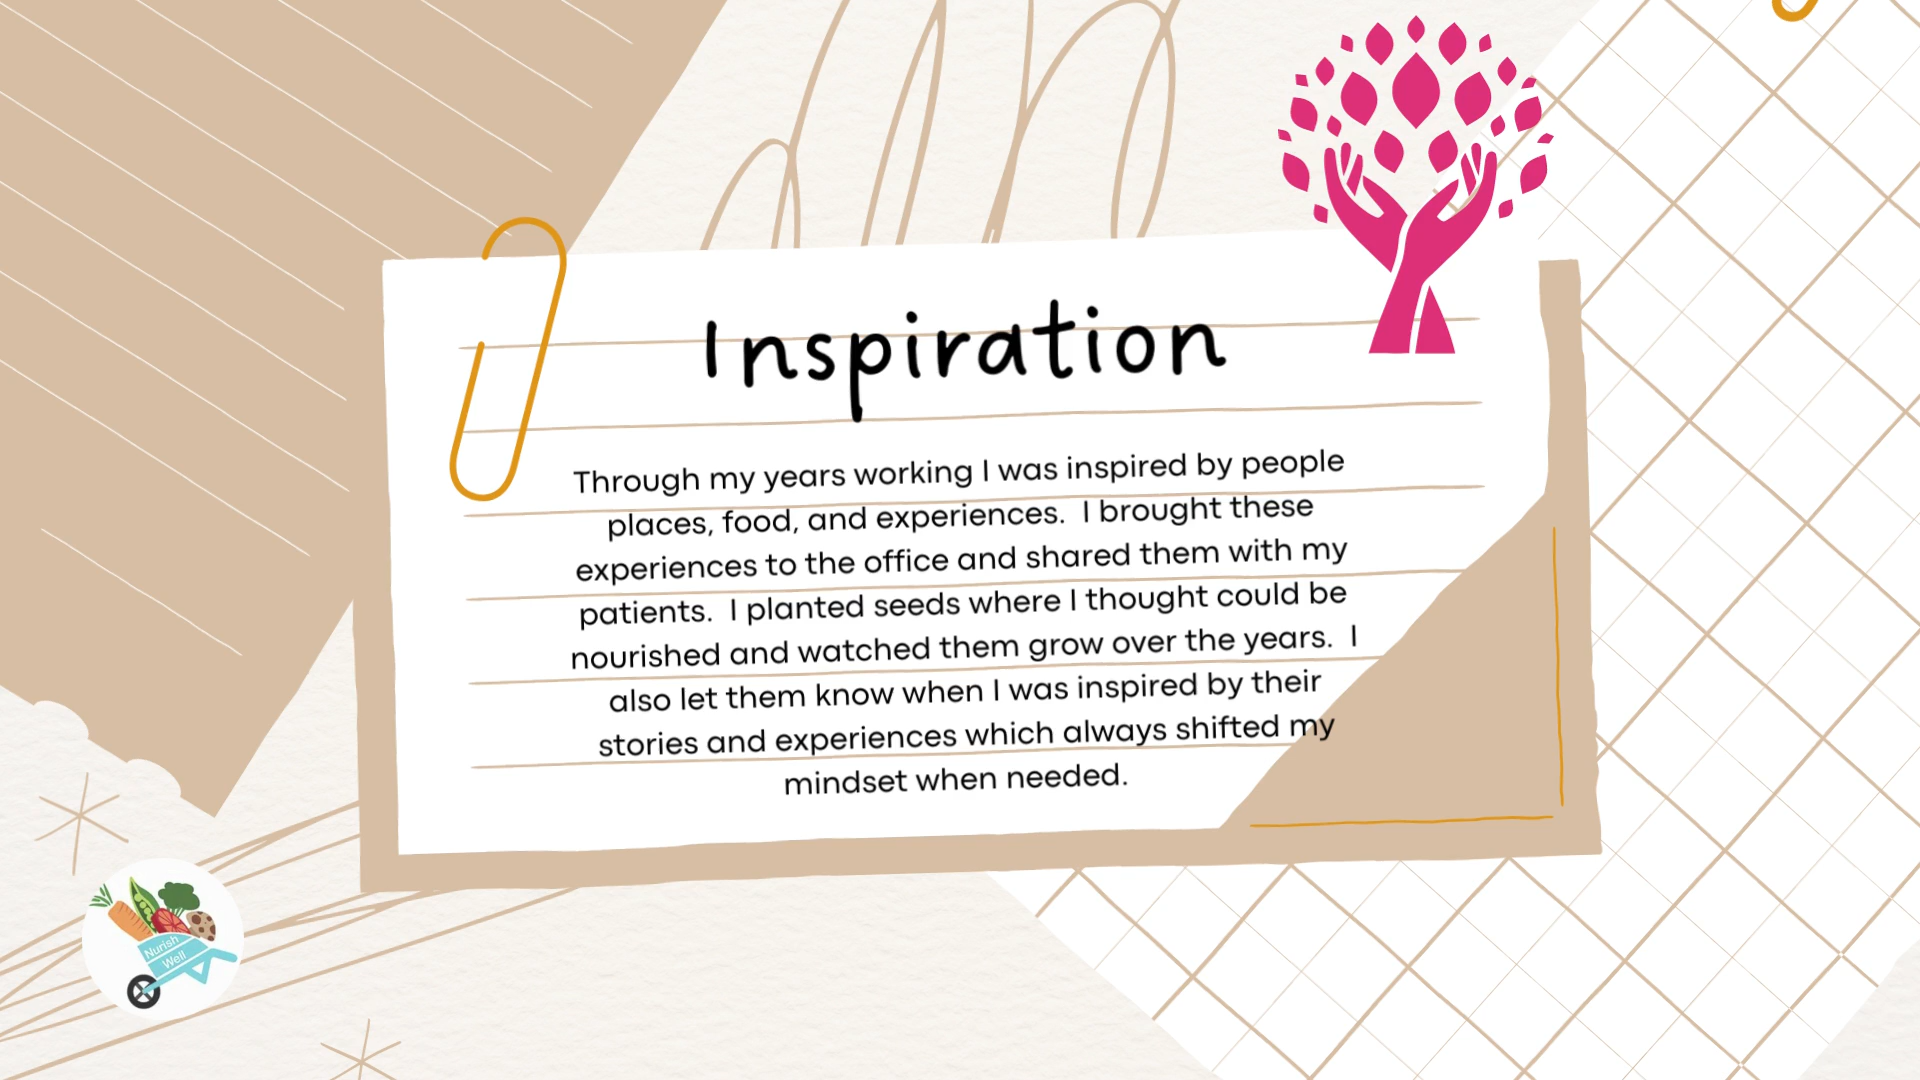 Inspiration
Through my years working I was inspired by people
places, food, and experiences.  I brought these
experiences to the office and shared them with my
patients.  I planted seeds where I thought could be
nourished and watched them grow over the years.  I
also let them know when I was inspired by their
stories and experiences which always shifted my
mindset when needed.
Nurish
Well